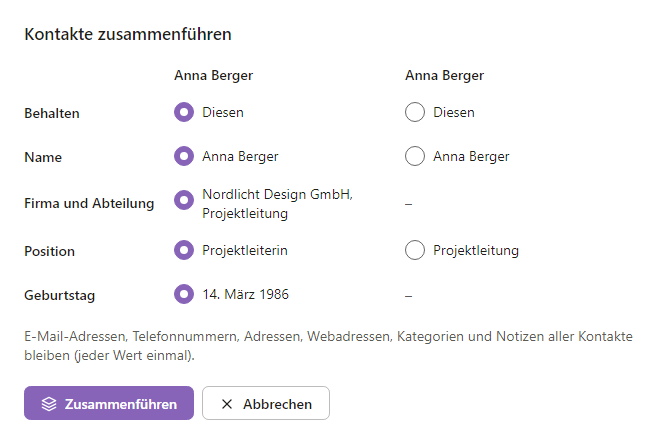 Kontakte zusammenführen
Anna Berger Anna Berger
Behalten Diesen Diesen
Name Anna Berger Anna Berger
Firma und Abteilung Nordlicht Design GmbH, Projektleitung –
Position Projektleiterin Projektleitung
Geburtstag 14. März 1986 –
E-Mail-Adressen, Telefonnummern, Adressen, Webadressen, Kategorien und Notizen aller Kontakte
bleiben (jeder Wert einmal).
Zusammenführen Abbrechen